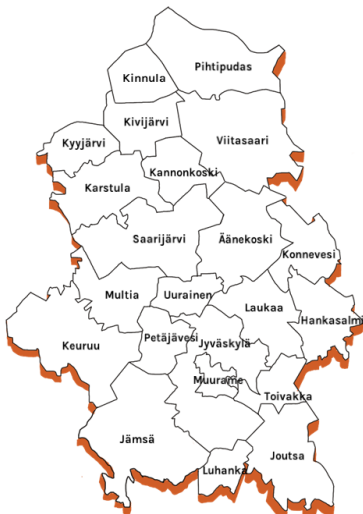 Pihtipudas
Kinnula
Kivijärvi
Viitasaari
Kyyjärvi
Kannonkoski
Karstula
Saarijärvi
Äänekoski
Konnevesi
Multia
Uurainen
Laukaa
Hankasalmi
Petäjävesi
Keuruu
Jyväskylä
Muurame
Toivakka
Jämsä
Joutsa
Luhanka